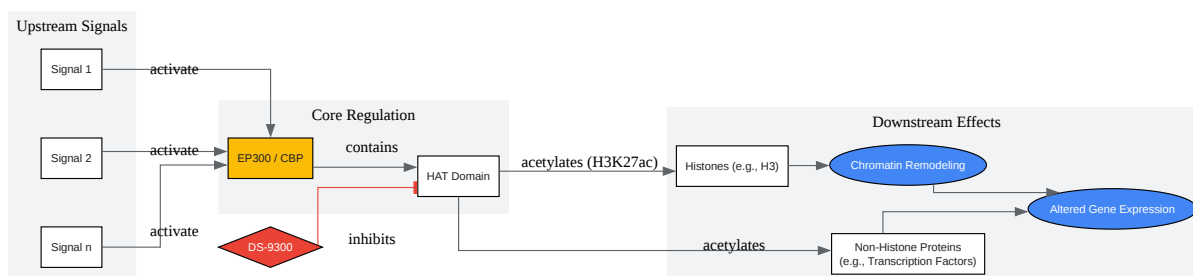 Upstream Signals
Signal 1
activate
Signal 2
activate
Signal n
activate
Core Regulation
EP300 / CBP
contains
HAT Domain
DS-9300
inhibits
acetylates (H3K27ac)
acetylates
Downstream Effects
Histones (e.g., H3)
Chromatin Remodeling
Altered Gene Expression
Non-Histone Proteins
(e.g., Transcription Factors)